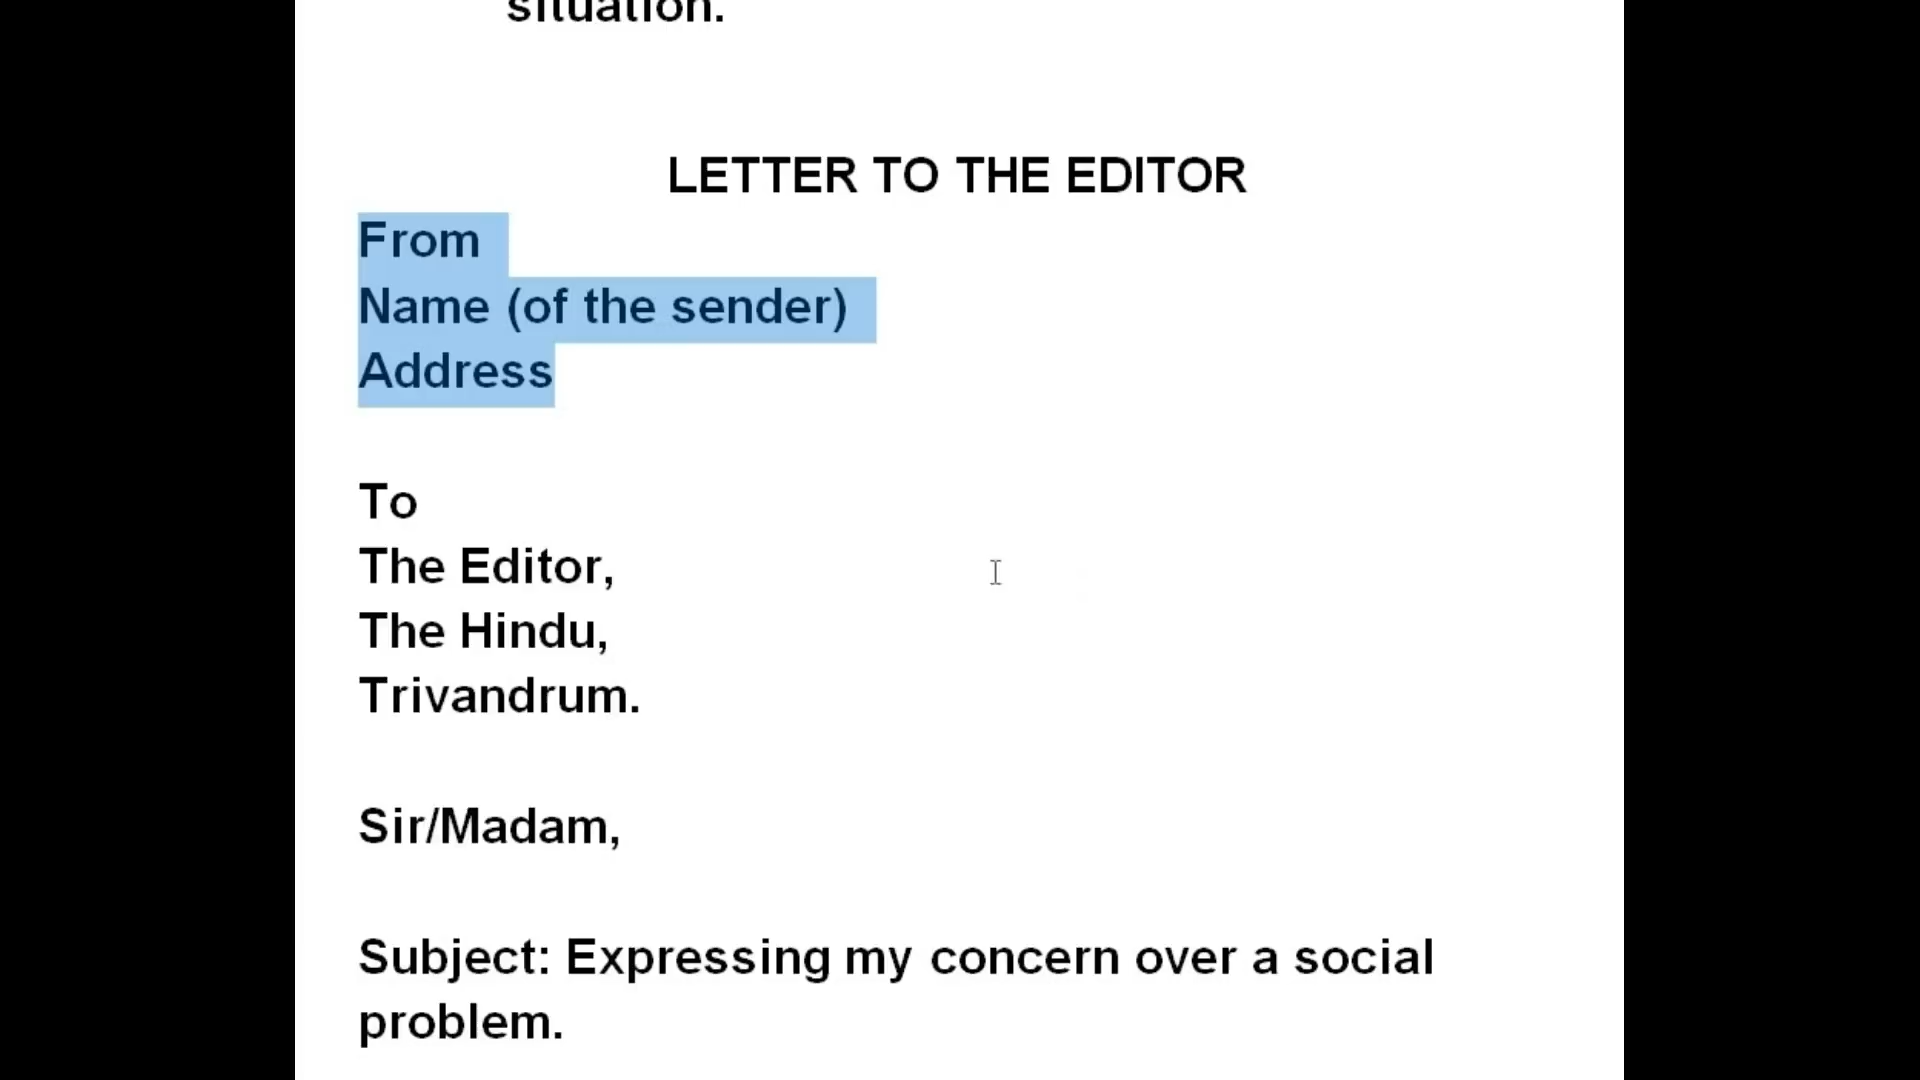 situation.
LETTER TO THE EDITOR
From
Name (of the sender)
Address
To
The Editor,
The Hindu,
Trivandrum.
Sir/Madam,
Subject: Expressing my concern over a social
problem.